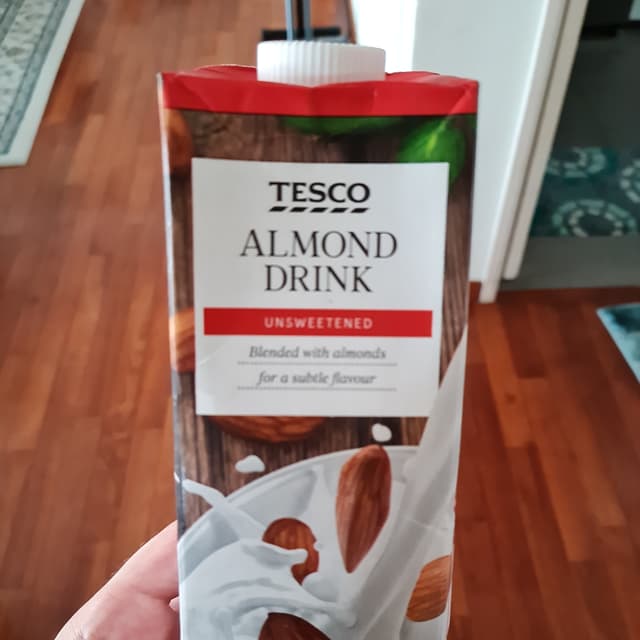 TESCO
ALMOND
DRINK
UNSWEETENED
Blended with almonds
for a subtle flavour